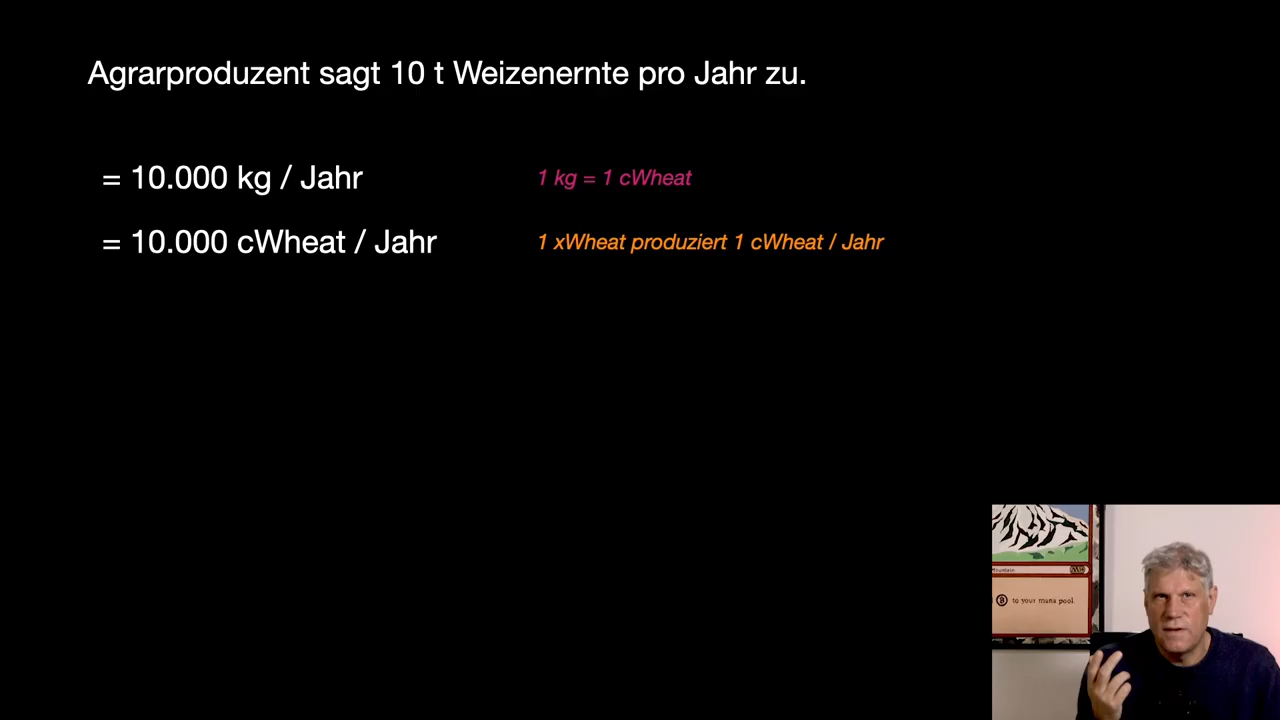 Agrarproduzent sagt 10 t Weizenernte pro Jahr zu.
= 10.000 kg / Jahr
1 kg = 1 cWheat
= 10.000 cWheat / Jahr
1 xWheat produziert 1 cWheat / Jahr
to your mana pool.